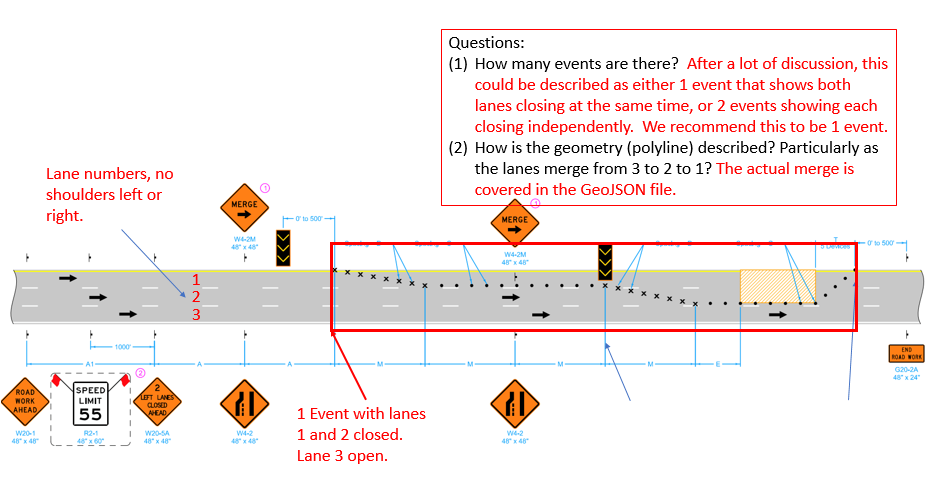 Questions:
(1) How many events are there? After a lot of discussion, this
could be described as either 1 event that shows both
lanes closing at the same time, or 2 events showing each
closing independently. We recommend this to be 1 event.
(2) How is the geometry (polyline) described? Particularly as
the lanes merge from 3 to 2 to 1? The actual merge is
covered in the GeoJSON file.
Lane numbers, no
shoulders left or
right.
1
MERGE
W4-2M
48" x 48"
0' to 500'
1
MERGE
W4-2M
48" x 48"
0' to 500'
1
2
3
1000'
A1
A
A
M
M
M
M
E
ROAD
WORK
AHEAD
W20-1
48" x 48"
2
SPEED
LIMIT
55
R2-1
48" x 60"
2
LEFT LANES
CLOSED
AHEAD
W20-5A
48" x 48"
W4-2
48" x 48"
1 Event with lanes
1 and 2 closed.
Lane 3 open.
W4-2
48" x 48"
END
ROAD WORK
G20-2A
48" x 24"